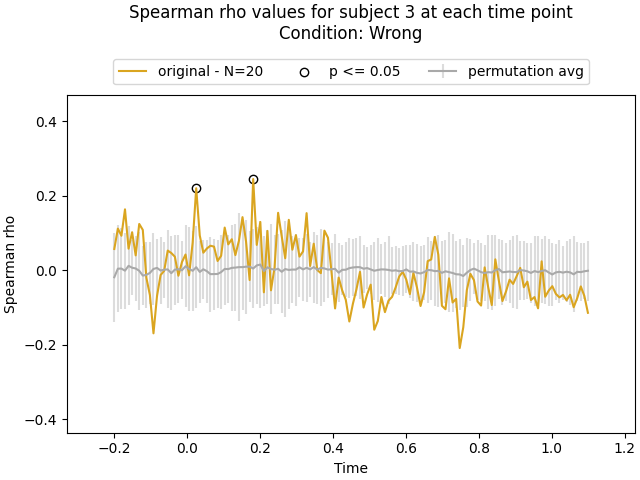 Spearman rho values for subject 3 at each time point
Condition: Wrong
original - N=20 p <= 0.05 permutation avg
0.4
0.2
0.0
−0.2
−0.4
Spearman rho
−0.2 0.0 0.2 0.4 0.6 0.8 1.0 1.2
Time